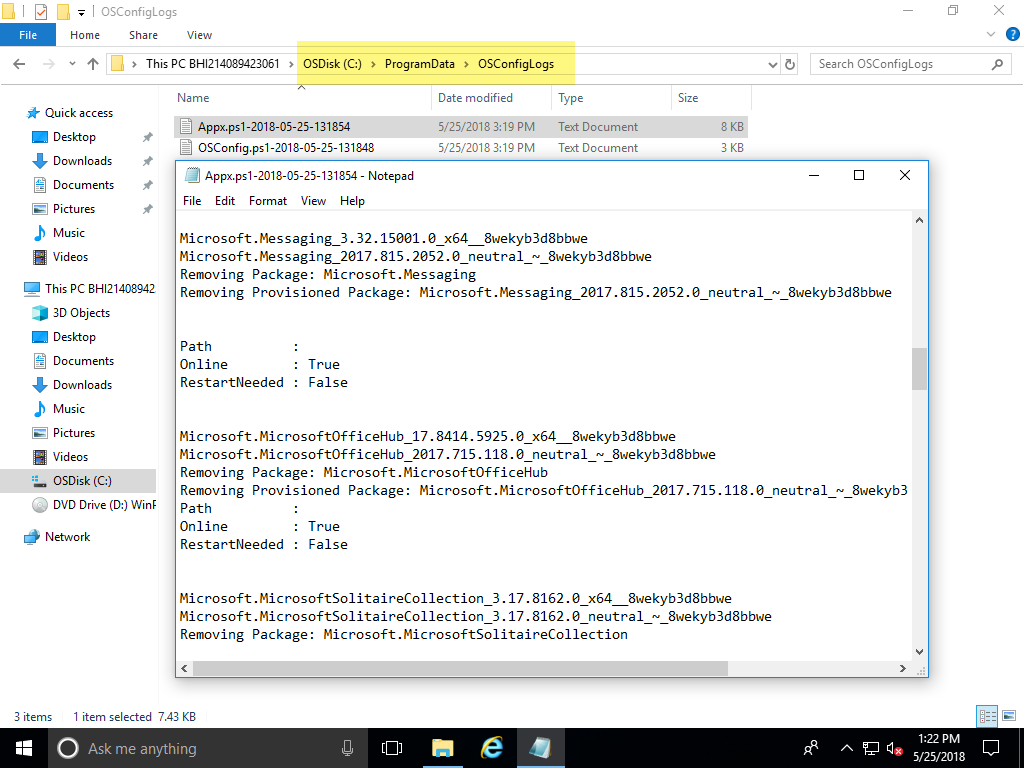 OSConfigLogs
File Home Share View
This PC BHI214089423061 OSDisk (C:) ProgramData OSConfigLogs Search OSConfigLogs
Name Date modified Type Size
Quick access
Desktop
Downloads
Documents
Pictures
Music
Videos
This PC BHI21408942
3D Objects
Desktop
Documents
Downloads
Music
Pictures
Videos
OSDisk (C:)
DVD Drive (D:) WinP
Network
Appx.ps1-2018-05-25-131854 5/25/2018 3:19 PM Text Document 8 KB
OSConfig.ps1-2018-05-25-131848 5/25/2018 3:19 PM Text Document 3 KB
Appx.ps1-2018-05-25-131854 - Notepad
File Edit Format View Help
Microsoft.Messaging_3.32.15001.0_x64__8wekyb3d8bbwe
Microsoft.Messaging_2017.815.2052.0_neutral_~_8wekyb3d8bbwe
Removing Package: Microsoft.Messaging
Removing Provisioned Package: Microsoft.Messaging_2017.815.2052.0_neutral_~_8wekyb3d8bbwe
Path :
Online : True
RestartNeeded : False
Microsoft.MicrosoftOfficeHub_17.8414.5925.0_x64__8wekyb3d8bbwe
Microsoft.MicrosoftOfficeHub_2017.715.118.0_neutral_~_8wekyb3d8bbwe
Removing Package: Microsoft.MicrosoftOfficeHub
Removing Provisioned Package: Microsoft.MicrosoftOfficeHub_2017.715.118.0_neutral_~_8wekyb3
Path :
Online : True
RestartNeeded : False
Microsoft.MicrosoftSolitaireCollection_3.17.8162.0_x64__8wekyb3d8bbwe
Microsoft.MicrosoftSolitaireCollection_3.17.8162.0_neutral_~_8wekyb3d8bbwe
Removing Package: Microsoft.MicrosoftSolitaireCollection
3 items 1 item selected 7.43 KB
Ask me anything
1:22 PM
5/25/2018